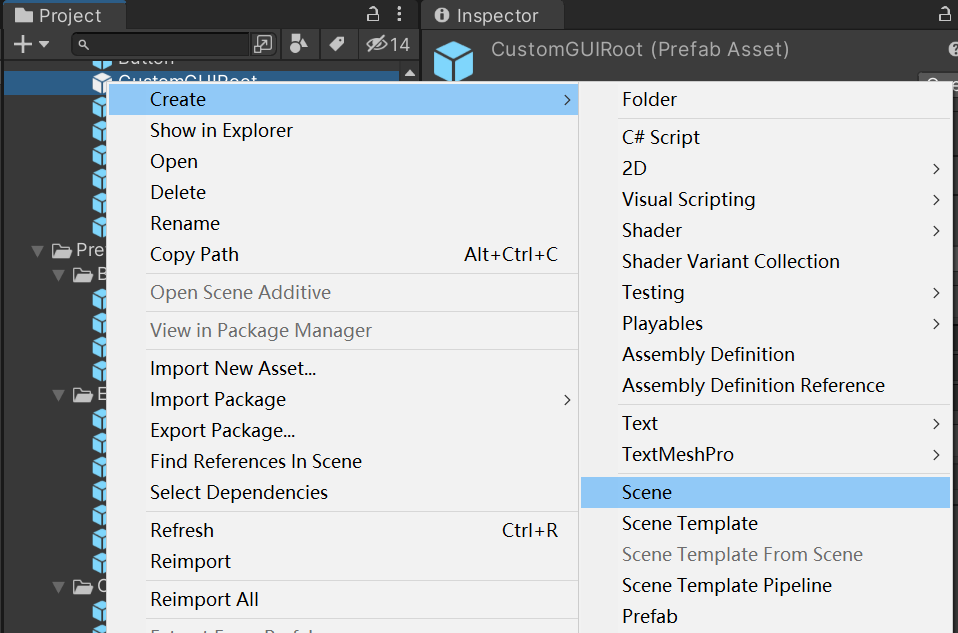 Project
Inspector
14
CustomGUIRoot (Prefab Asset)
Button
CustomGUIRoot
Create
Show in Explorer
Open
Delete
Rename
Copy Path Alt+Ctrl+C
Open Scene Additive
View in Package Manager
Import New Asset...
Import Package
Export Package...
Find References In Scene
Select Dependencies
Refresh Ctrl+R
Reimport
Reimport All
Folder
C# Script
2D
Visual Scripting
Shader
Shader Variant Collection
Testing
Playables
Assembly Definition
Assembly Definition Reference
Text
TextMeshPro
Scene
Scene Template
Scene Template From Scene
Scene Template Pipeline
Prefab